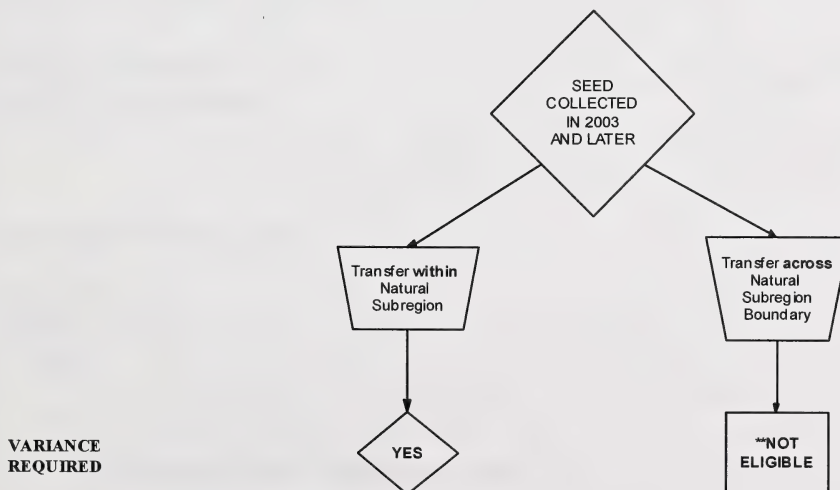 SEED
COLLECTED
IN 2003
AND LATER
Transfer within
Natural
Subregion
Transfer across
Natural
Subregion
Boundary
VARIANCE
REQUIRED
YES
**NOT
ELIGIBLE